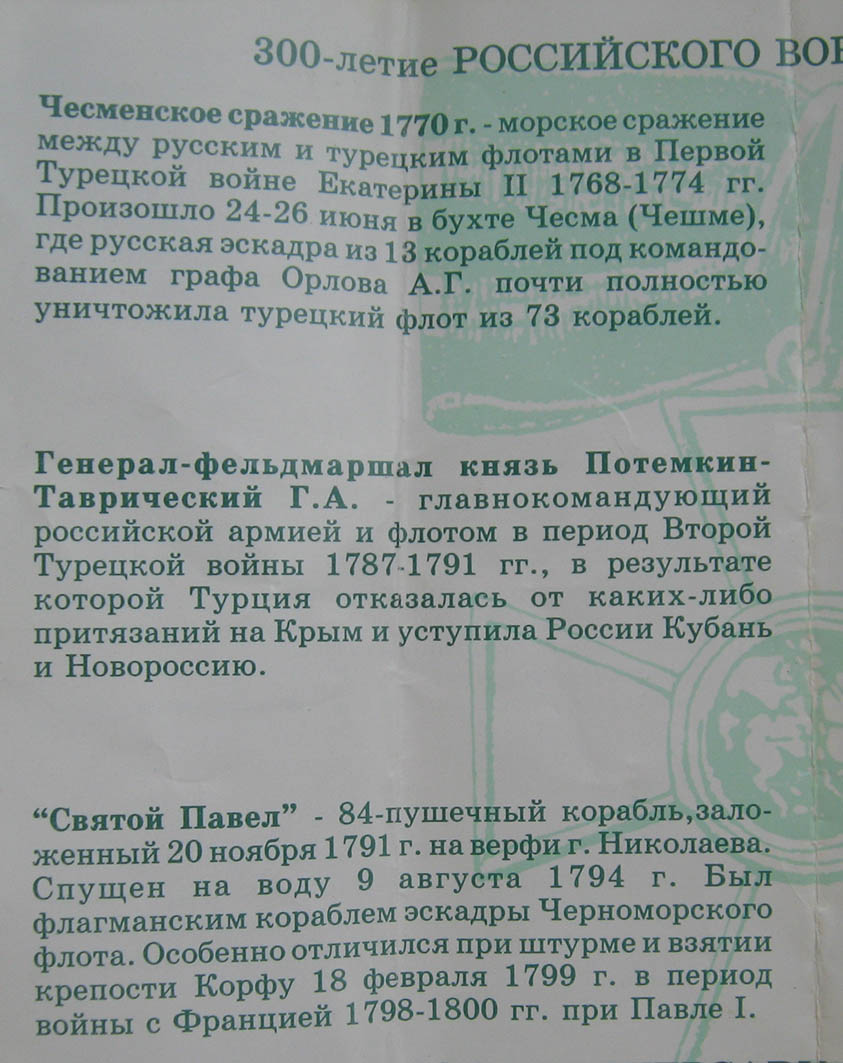 300-летие РОССИЙСКОГО
Чесменское сражение 1770 г. - морское сражение
между русским и турецким флотами в Первой
Турецкой войне Екатерины II 1768-1774 гг.
Произошло 24-26 июня в бухте Чесма (Чешме),
где русская эскадра из 13 кораблей под командо-
ванием графа Орлова А.Г. почти полностью
уничтожила турецкий флот из 73 кораблей.
Генерал-фельдмаршал князь Потемкин-
Таврический Г.А. - главнокомандующий
российской армией и флотом в период Второй
Турецкой войны 1787-1791 гг., в результате
которой Турция отказалась от каких-либо
притязаний на Крым и уступила России Кубань
и Новороссию.
“Святой Павел” - 84-пушечный корабль,зало-
женный 20 ноября 1791 г. на верфи г. Николаева.
Спущен на воду 9 августа 1794 г. Был
флагманским кораблем эскадры Черноморского
флота. Особенно отличился при штурме и взятии
крепости Корфу 18 февраля 1799 г. в период
войны с Францией 1798-1800 гг. при Павле I.